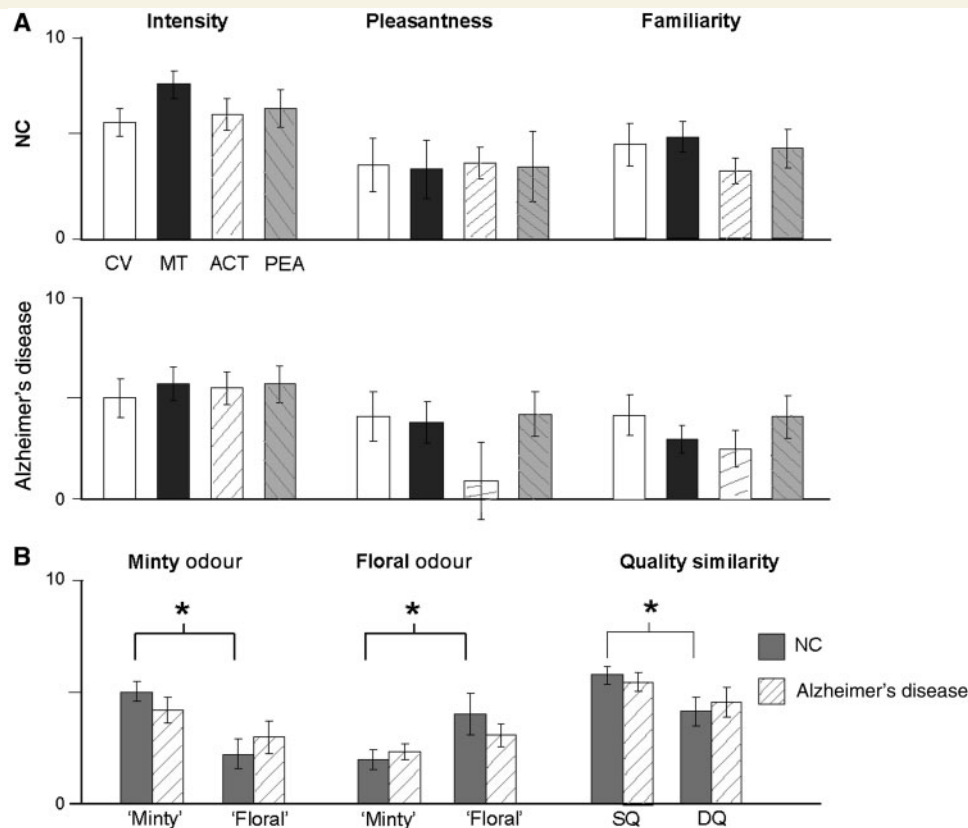 A Intensity Pleasantness Familiarity
10
NC
0
CV MT ACT PEA
10
Alzheimer's disease
0
B Minty odour Floral odour Quality similarity
10
* * *
NC
Alzheimer's disease
0
'Minty' 'Floral' 'Minty' 'Floral' SQ DQ